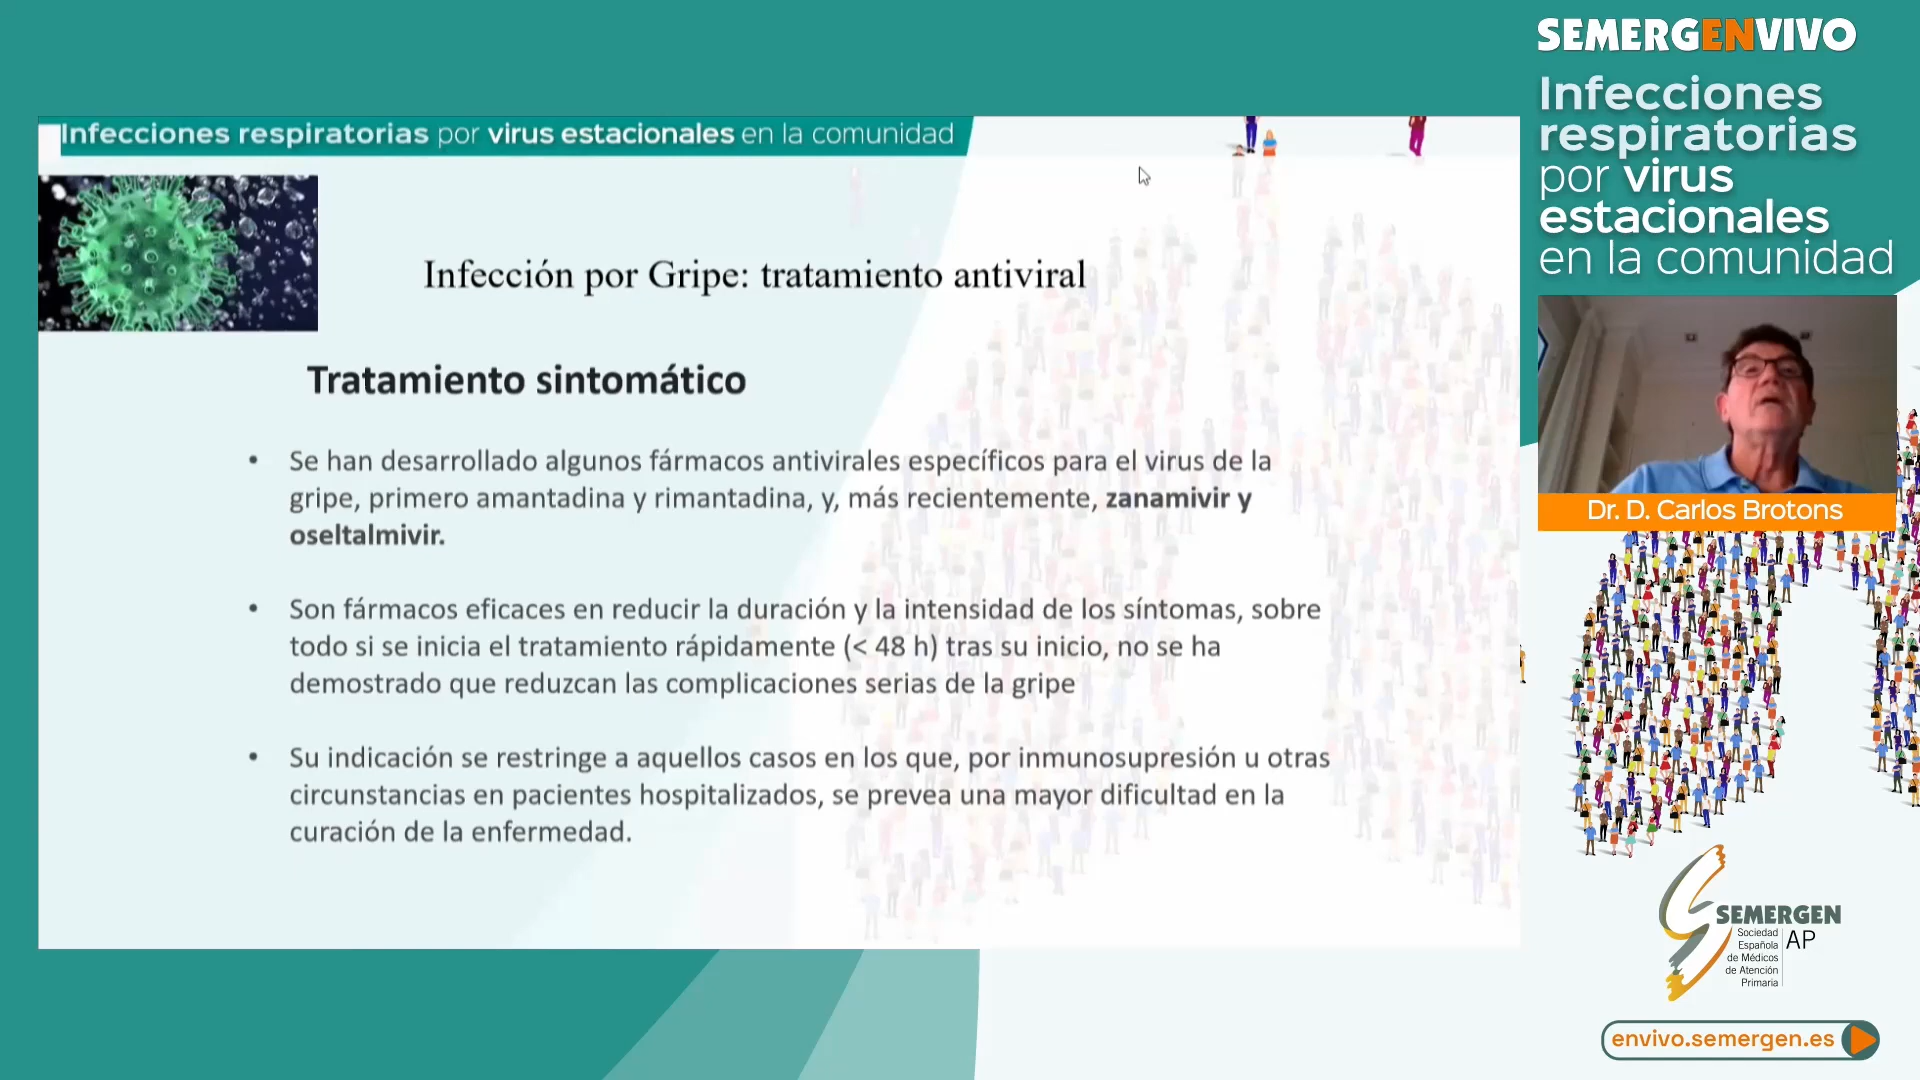 SEMERGENVIVO
Infecciones
respiratorias
por virus
estacionales
en la comunidad
Infecciones respiratorias por virus estacionales en la comunidad
Infección por Gripe: tratamiento antiviral
Tratamiento sintomático
• Se han desarrollado algunos fármacos antivirales específicos para el virus de la
gripe, primero amantadina y rimantadina, y, más recientemente, zanamivir y
oseltalmivir.
• Son fármacos eficaces en reducir la duración y la intensidad de los síntomas, sobre
todo si se inicia el tratamiento rápidamente (< 48 h) tras su inicio, no se ha
demostrado que reduzcan las complicaciones serias de la gripe
• Su indicación se restringe a aquellos casos en los que, por inmunosupresión u otras
circunstancias en pacientes hospitalizados, se prevea una mayor dificultad en la
curación de la enfermedad.
Dr. D. Carlos Brotons
SEMERGEN
Sociedad
Española
de Médicos
de Atención
Primaria
AP
envivo.semergen.es